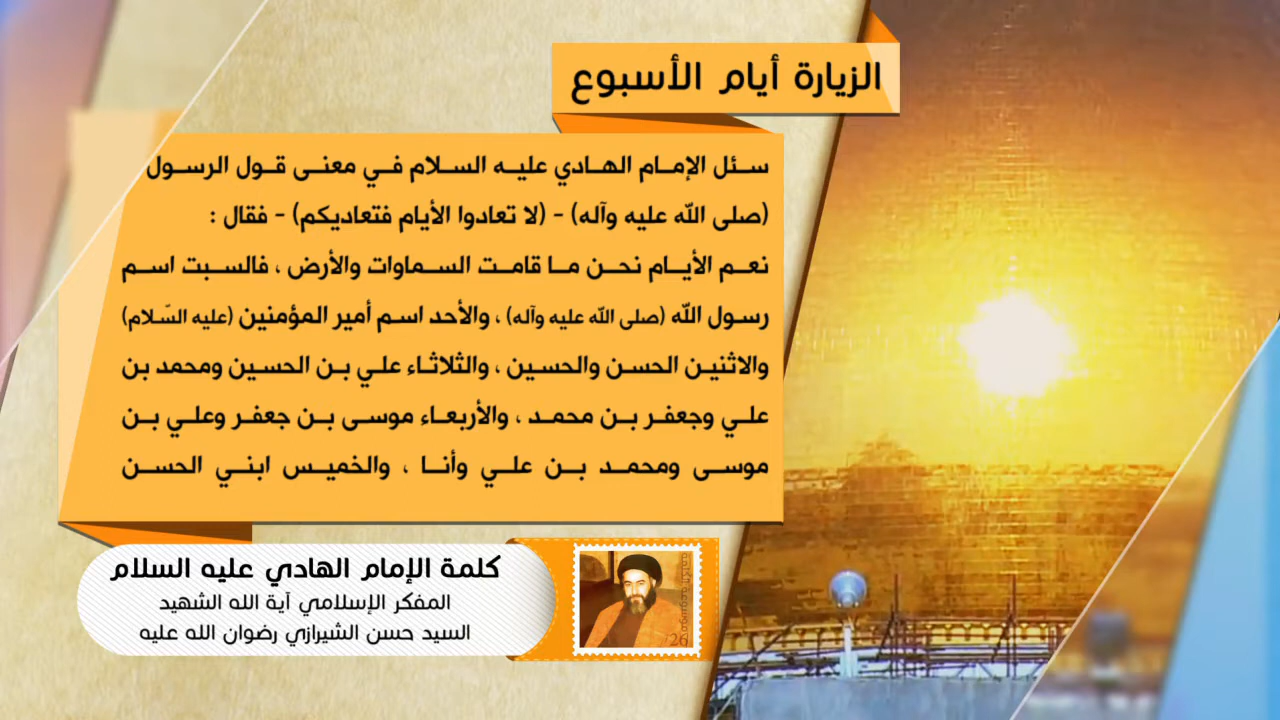 الزيارة أيام الأسبوع
سئل الإمام الهادي عليه السلام في معنى قول الرسول
(صلى الله عليه وآله) - (لا تعادوا الأيام فتعاديكم) - فقال :
نعم الأيام نحن ما قامت السماوات والأرض ، فالسبت اسم
رسول الله (صلى الله عليه وآله) ، والأحد اسم أمير المؤمنين (عليه السّلام)
والاثنين الحسن والحسين ، والثلاثاء علي بن الحسين ومحمد بن
علي وجعفر بن محمد ، والأربعاء موسى بن جعفر وعلي بن
موسى ومحمد بن علي وأنا ، والخميس ابني الحسن
كلمة الإمام الهادي عليه السلام
المفكر الإسلامي آية الله الشهيد
السيد حسن الشيرازي رضوان الله عليه
26